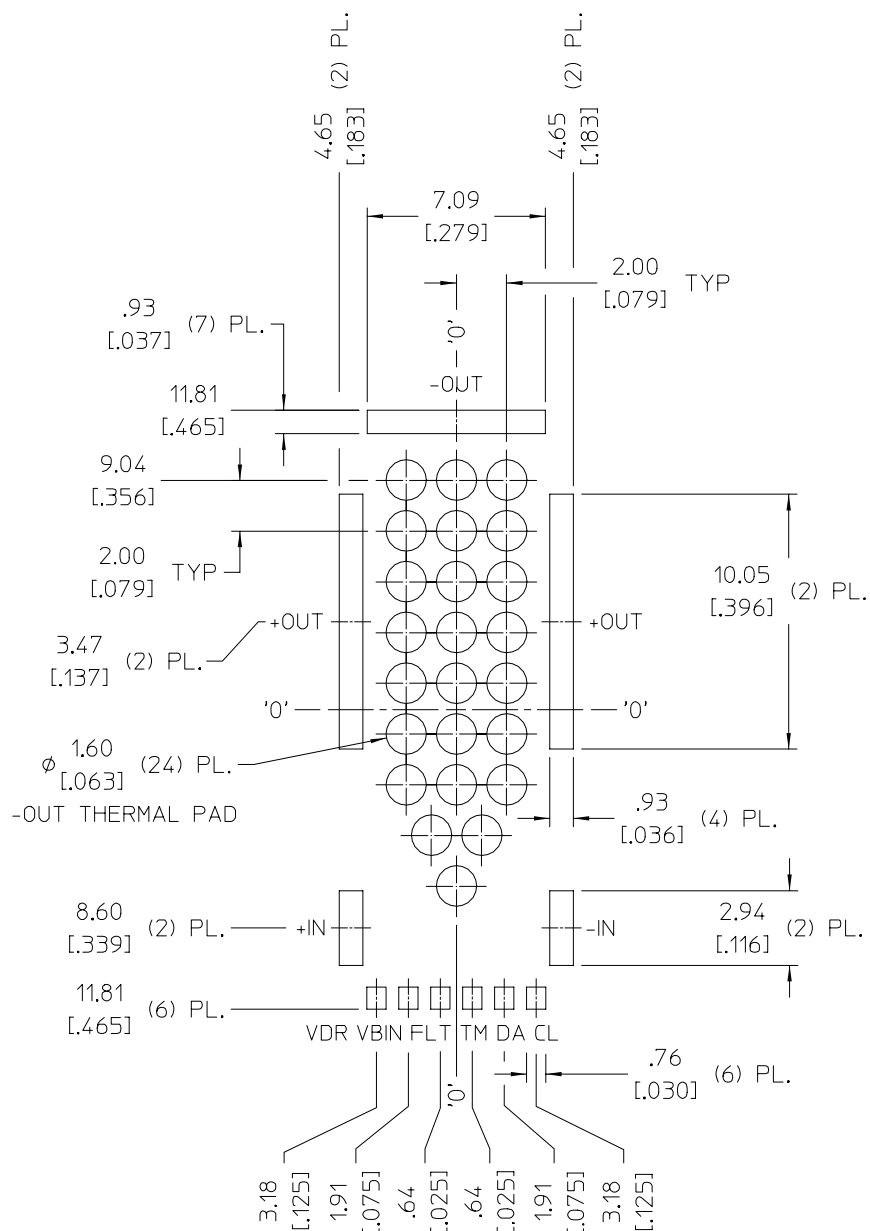 4.65 (2) PL.
[.183]
4.65 (2) PL.
[.183]
7.09
[.279]
2.00 TYP
[.079]
.93 (7) PL.
[.037]
'0'
-OUT
11.81
[.465]
9.04
[.356]
2.00 TYP
[.079]
10.05 (2) PL.
[.396]
+OUT
+OUT
3.47 (2) PL.
[.137]
'0'
'0'
ϕ 1.60 (24) PL.
[.063]
-OUT THERMAL PAD
.93 (4) PL.
[.036]
8.60 (2) PL.
[.339]
+IN
-IN
2.94 (2) PL.
[.116]
11.81 (6) PL.
[.465]
VDR VBIN FLT TM DA CL
.76 (6) PL.
[.030]
'0'
3.18
[.125]
1.91
[.075]
.64
[.025]
.64
[.025]
1.91
[.075]
3.18
[.125]